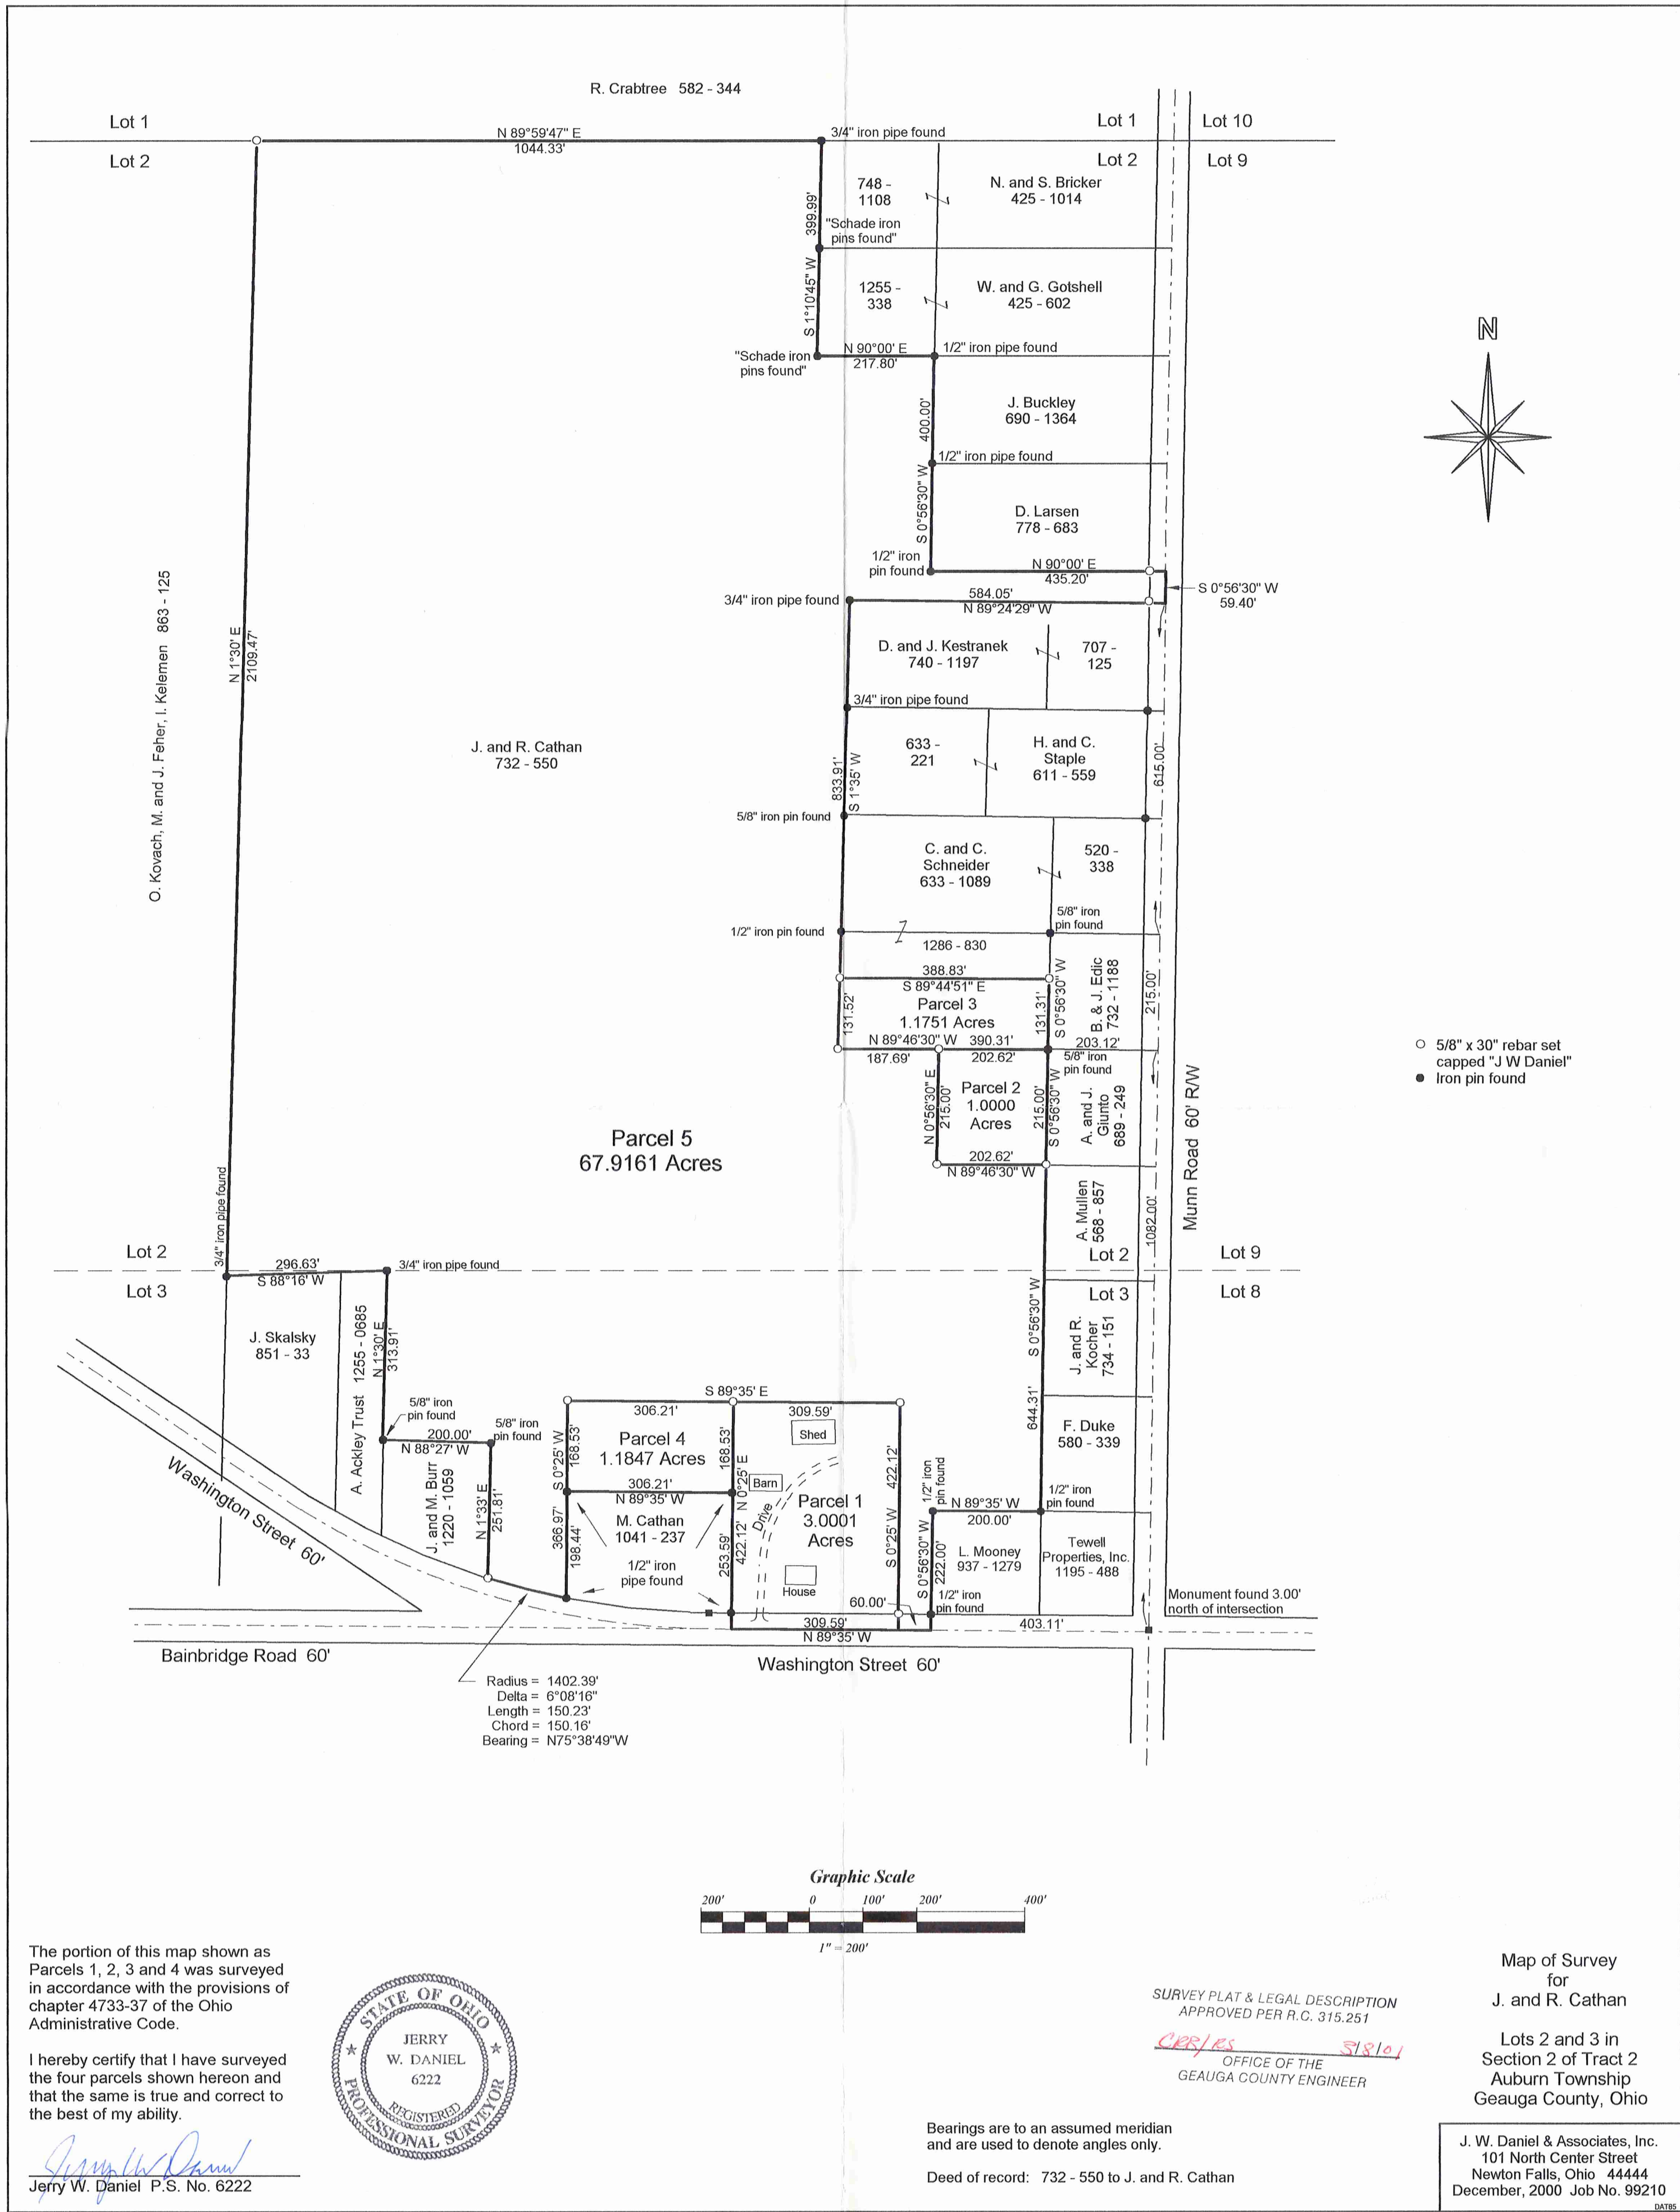 R. Crabtree 582 - 344
Lot 1
Lot 2
N 89°59'47" E
1044.33'
3/4" iron pipe found
Lot 1
Lot 2
Lot 10
Lot 9
748 -
1108
N. and S. Bricker
425 - 1014
399.99'
"Schade iron
pins found"
S 1°10'45" W
1255 -
338
W. and G. Gotshell
425 - 602
"Schade iron
pins found"
N 90°00' E
217.80'
1/2" iron pipe found
N
J. Buckley
690 - 1364
400.00'
1/2" iron pipe found
S 0°56'30" W
D. Larsen
778 - 683
1/2" iron
pin found
N 90°00' E
435.20'
S 0°56'30" W
59.40'
3/4" iron pipe found
584.05'
N 89°24'29" W
O. Kovach, M. and J. Feher, I. Kelemen 863 - 125
N 1°30' E
2109.47'
D. and J. Kestranek
740 - 1197
707 -
125
3/4" iron pipe found
J. and R. Cathan
732 - 550
633 -
221
H. and C.
Staple
611 - 559
833.91'
S 1°35' W
615.00'
5/8" iron pin found
C. and C.
Schneider
633 - 1089
520 -
338
5/8" iron
pin found
1/2" iron pin found
1286 - 830
388.83'
S 89°44'51" E
Parcel 3
1.1751 Acres
131.52'
131.31'
S 0°56'30" W
B. & J. Edic
732 - 1188
215.00'
N 89°46'30" W 390.31'
187.69'
202.62'
203.12'
5/8" iron
pin found
N 0°56'30" E
215.00'
Parcel 2
1.0000
Acres
215.00'
S 0°56'30" W
A. and J.
Giunto
689 - 249
202.62'
N 89°46'30" W
Munn Road 60' R/W
5/8" x 30" rebar set
capped "J W Daniel"
Iron pin found
Parcel 5
67.9161 Acres
A. Mullen
568 - 857
1082.00'
3/4" iron pipe found
Lot 2
Lot 3
296.63'
S 88°16' W
3/4" iron pipe found
Lot 2
Lot 3
Lot 9
Lot 8
J. Skalsky
851 - 33
A. Ackley Trust 1255 - 0685
N 1°30' E
313.91'
S 0°56'30" W
644.31'
J. and R.
Kocher
734 - 151
5/8" iron
pin found
200.00'
N 88°27' W
5/8" iron
pin found
S 89°35' E
306.21'
309.59'
Shed
F. Duke
580 - 339
Parcel 4
1.1847 Acres
S 0°25' W
168.53'
168.53'
N 0°25' E
306.21'
N 89°35' W
Barn
Drive
Parcel 1
3.0001
Acres
422.12'
S 0°25' W
1/2" iron
pin found
N 89°35' W
200.00'
1/2" iron
pin found
Washington Street 60'
J. and M. Burr
1220 - 1059
N 1°33' E
251.81'
366.97'
198.44'
M. Cathan
1041 - 237
1/2" iron
pipe found
253.59'
422.12'
House
S 0°56'30" W
222.00'
L. Mooney
937 - 1279
Tewell
Properties, Inc.
1195 - 488
1/2" iron
pin found
60.00'
Monument found 3.00'
north of intersection
309.59'
N 89°35' W
403.11'
Bainbridge Road 60'
Washington Street 60'
Radius = 1402.39'
Delta = 6°08'16"
Length = 150.23'
Chord = 150.16'
Bearing = N75°38'49"W
Graphic Scale
200' 0 100' 200' 400'
1" = 200'
The portion of this map shown as
Parcels 1, 2, 3 and 4 was surveyed
in accordance with the provisions of
chapter 4733-37 of the Ohio
Administrative Code.
I hereby certify that I have surveyed
the four parcels shown hereon and
that the same is true and correct to
the best of my ability.
Jerry W. Daniel P.S. No. 6222
STATE OF OHIO
JERRY
W. DANIEL
6222
REGISTERED
PROFESSIONAL SURVEYOR
SURVEY PLAT & LEGAL DESCRIPTION
APPROVED PER R.C. 315.251
CRB/RS 3/8/01
OFFICE OF THE
GEAUGA COUNTY ENGINEER
Bearings are to an assumed meridian
and are used to denote angles only.
Deed of record: 732 - 550 to J. and R. Cathan
Map of Survey
for
J. and R. Cathan
Lots 2 and 3 in
Section 2 of Tract 2
Auburn Township
Geauga County, Ohio
J. W. Daniel & Associates, Inc.
101 North Center Street
Newton Falls, Ohio 44444
December, 2000 Job No. 99210
DAT85